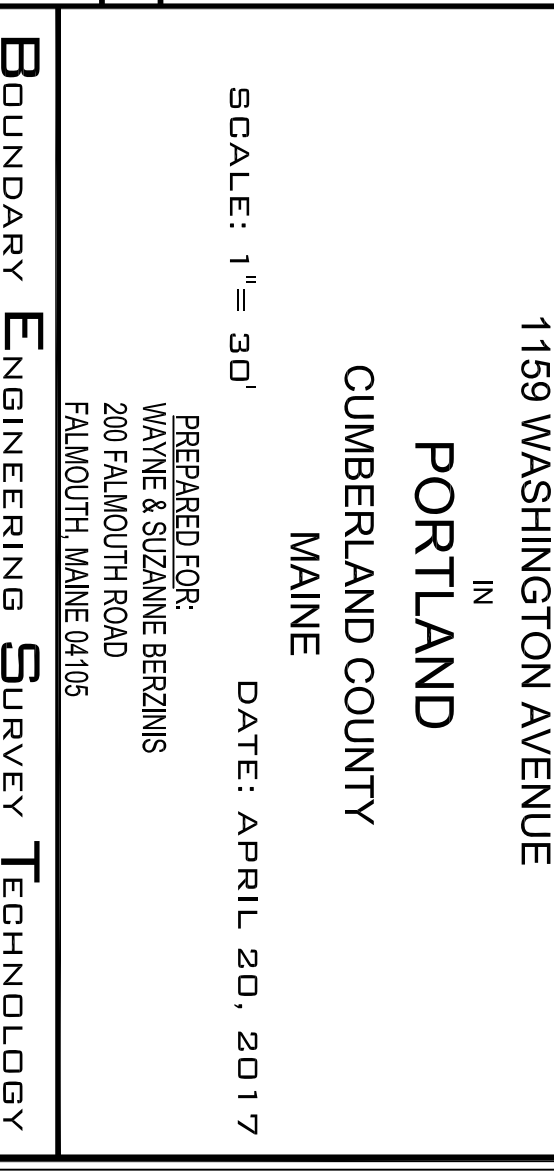 1159 WASHINGTON AVENUE
IN
PORTLAND
CUMBERLAND COUNTY
MAINE
SCALE: 1"= 30' DATE: APRIL 20, 2017
PREPARED FOR:
WAYNE & SUZANNE BERZINIS
200 FALMOUTH ROAD
FALMOUTH, MAINE 04105
BOUNDARY ENGINEERING SURVEY TECHNOLOGY